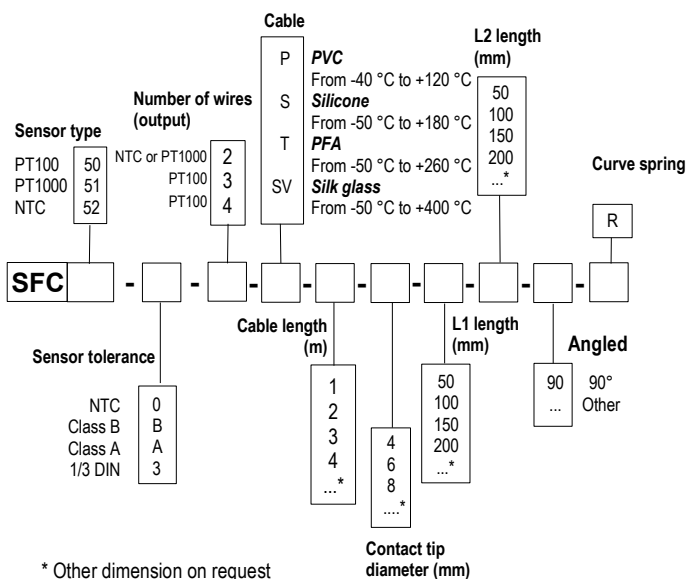 Cable
P PVC
From -40 °C to +120 °C
S Silicone
From -50 °C to +180 °C
T PFA
From -50 °C to +260 °C
SV Silk glass
From -50 °C to +400 °C
L2 length
(mm)
50
100
150
200
...*
Number of wires
(output)
NTC or PT1000 2
PT100 3
PT100 4
Sensor type
PT100 50
PT1000 51
NTC 52
Curve spring
R
SFC - - - - - - - - -
Sensor tolerance
NTC 0
Class B B
Class A A
1/3 DIN 3
Cable length
(m)
1
2
3
4
...*
4
6
8
....*
Contact tip
diameter (mm)
L1 length
(mm)
50
100
150
200
...*
Angled
90 90°
... Other
* Other dimension on request